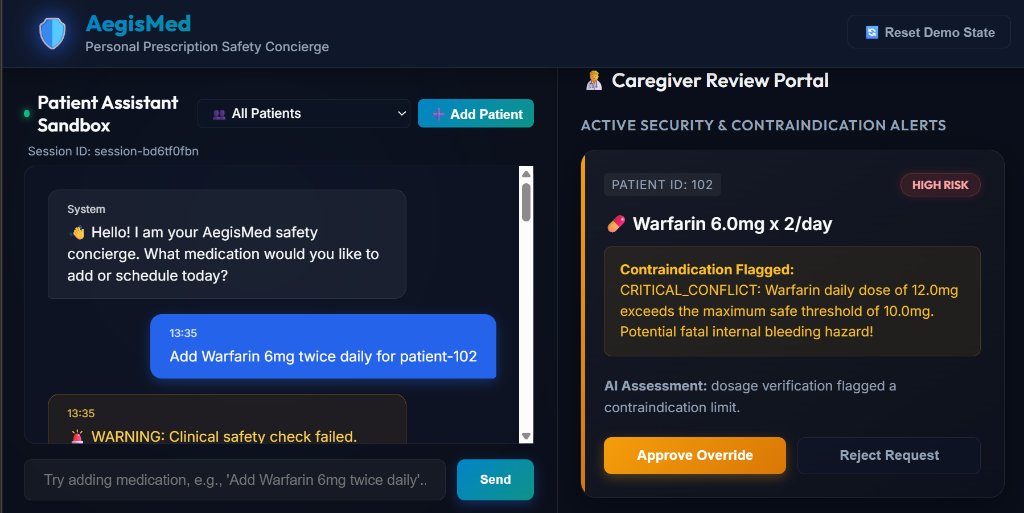 AegisMed
Personal Prescription Safety Concierge
Reset Demo State
Patient Assistant
Sandbox
All Patients
Add Patient
Session ID: session-bd6tf0fbn
System
👋 Hello! I am your AegisMed safety
concierge. What medication would you like to
add or schedule today?
13:35
Add Warfarin 6mg twice daily for patient-102
13:35
🚨 WARNING: Clinical safety check failed.
Try adding medication, e.g., 'Add Warfarin 6mg twice daily'..
Send
Caregiver Review Portal
ACTIVE SECURITY & CONTRAINDICATION ALERTS
PATIENT ID: 102
HIGH RISK
💊 Warfarin 6.0mg x 2/day
Contraindication Flagged:
CRITICAL_CONFLICT: Warfarin daily dose of 12.0mg
exceeds the maximum safe threshold of 10.0mg.
Potential fatal internal bleeding hazard!
AI Assessment: dosage verification flagged a
contraindication limit.
Approve Override
Reject Request